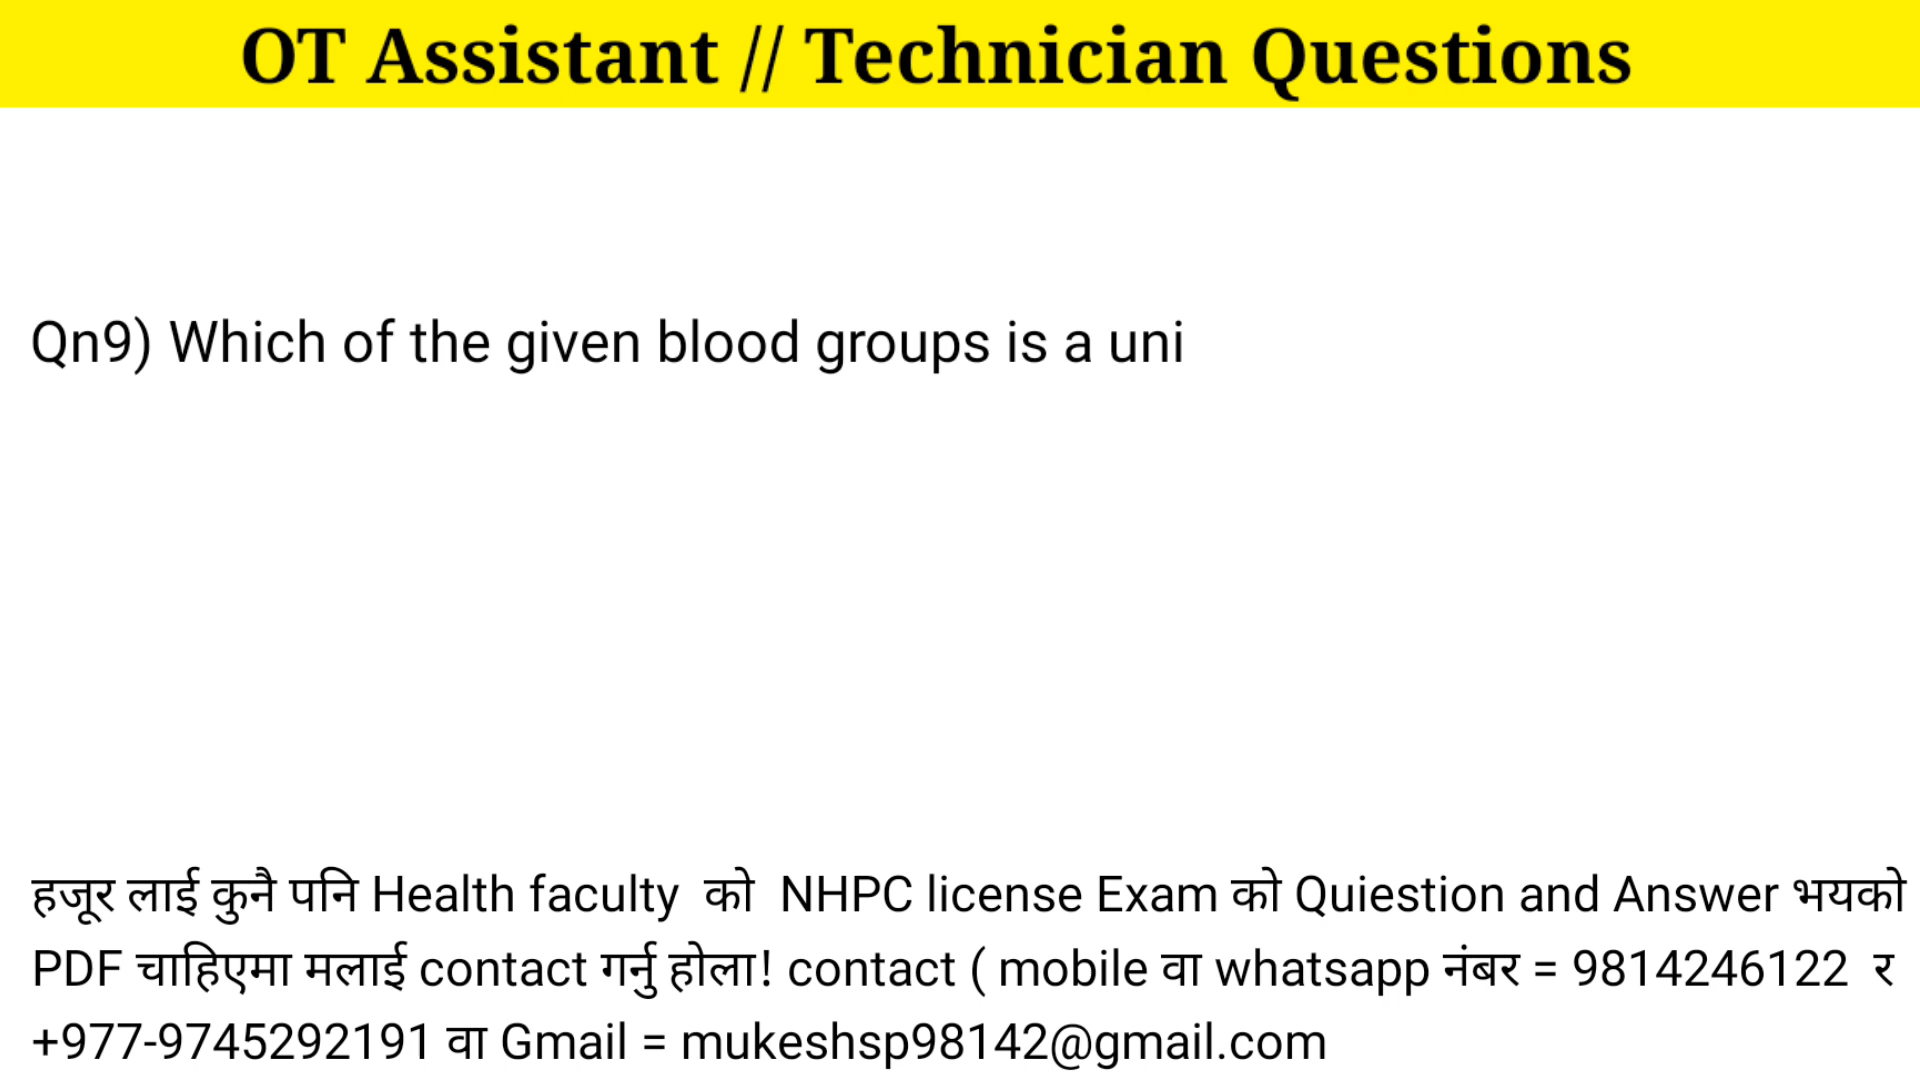 OT Assistant // Technician Questions
Qn9) Which of the given blood groups is a uni
हजूर लाई कुनै पनि Health faculty को NHPC license Exam को Quiestion and Answer भयको
PDF चाहिएमा मलाई contact गर्नु होला! contact ( mobile वा whatsapp नंबर = 9814246122 र
+977-9745292191 वा Gmail = mukeshsp98142@gmail.com